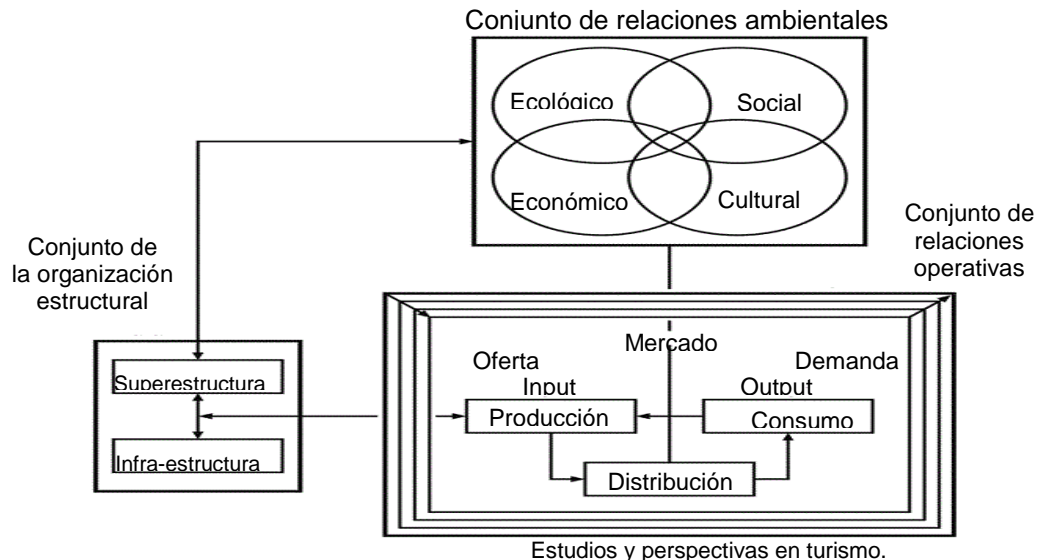 Conjunto de relaciones ambientales
Ecológico
Social
Económico
Cultural
Conjunto de
relaciones
operativas
Conjunto de
la organización
estructural
Mercado
Oferta
Demanda
Input
Output
Superestructura
Producción
Consumo
Infra-estructura
Distribución
Estudios y perspectivas en turismo.